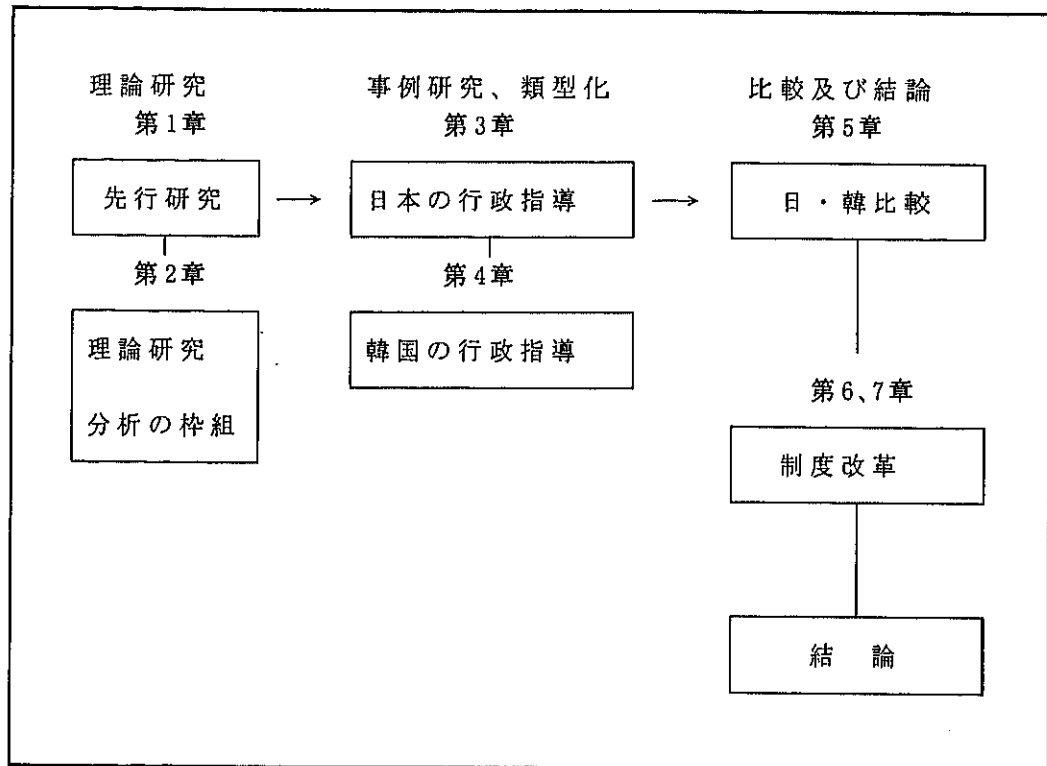 理論研究
第1章
先行研究
第2章
理論研究
分析の枠組
事例研究、類型化
第3章
日本の行政指導
第4章
韓国の行政指導
比較及び結論
第5章
日・韓比較
第6、7章
制度改革
結 論